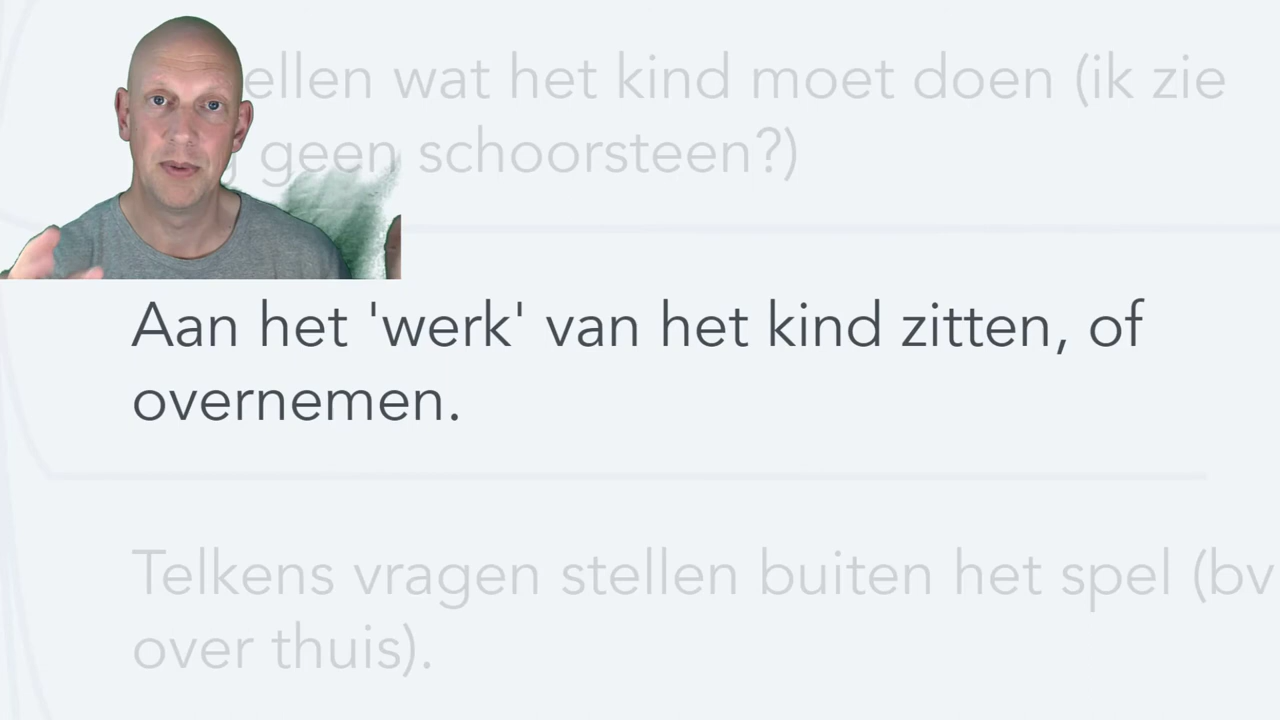 ellen wat het kind moet doen (ik zie
geen schoorsteen?)
Aan het 'werk' van het kind zitten, of
overnemen.
Telkens vragen stellen buiten het spel (bv
over thuis).